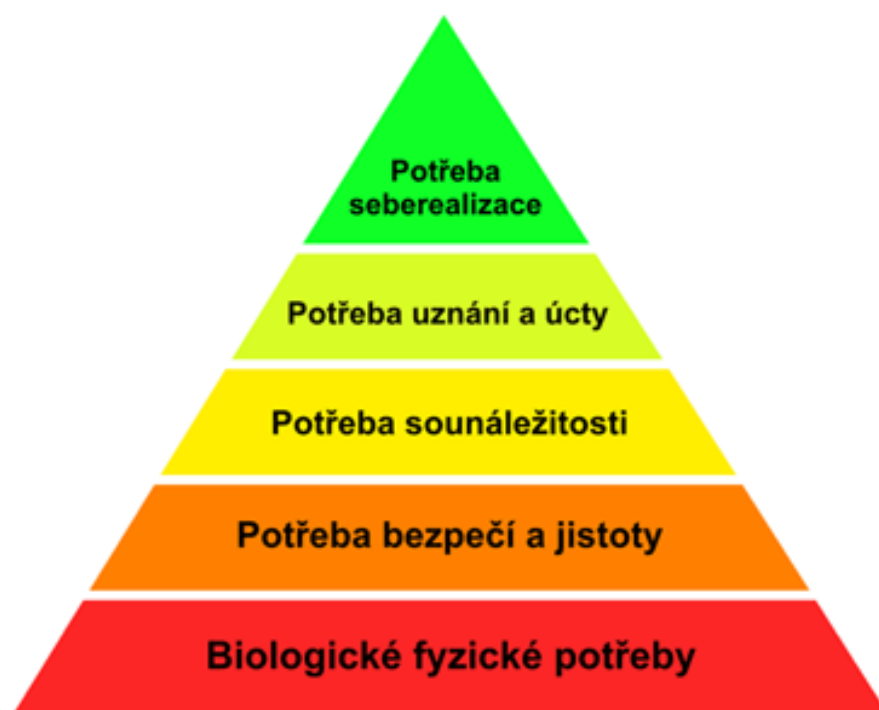 Potřeba
seberealizace
Potřeba uznání a úcty
Potřeba sounáležitosti
Potřeba bezpečí a jistoty
Biologické fyzické potřeby